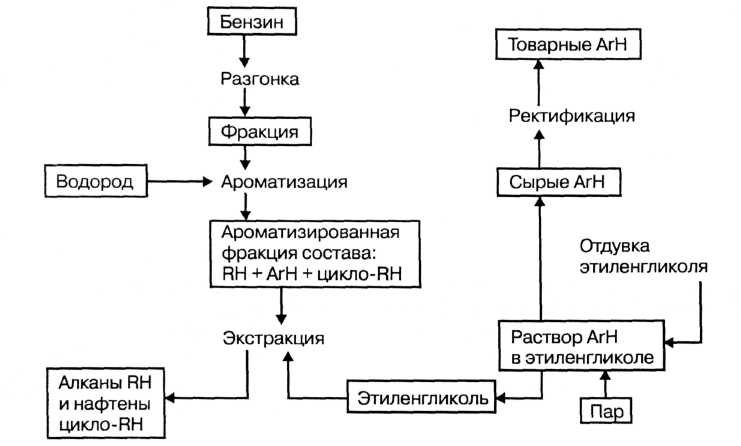 Бензин
Разгонка
Фракция
Водород
Ароматизация
Ароматизированная
фракция состава:
RH + ArH + цикло-RH
Экстракция
Алканы RH
и нафтены
цикло-RH
Этиленгликоль
Товарные ArH
Ректификация
Сырые ArH
Отдувка
этиленгликоля
Раствор ArH
в этиленгликоле
Пар